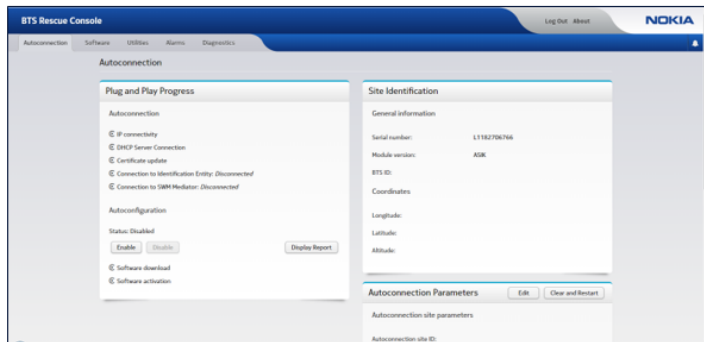 BTS Rescue Console
Log Out About
NOKIA
Autoconnection Software Utilities Alarms Diagnostics
Autoconnection
Plug and Play Progress
Autoconnection
IP connectivity
DHCP Server Connection
Certificate update
Connection to Identification Entity: Disconnected
Connection to SWM Mediator: Disconnected
Autoconfiguration
Status: Disabled
Enable Disable Display Report
Software download
Software activation
Site Identification
General information
Serial number: L1182706766
Module version: ASIK
BTS ID:
Coordinates
Longitude:
Latitude:
Altitude:
Autoconnection Parameters Edit Clear and Restart
Autoconnection site parameters
Autoconnection site ID: